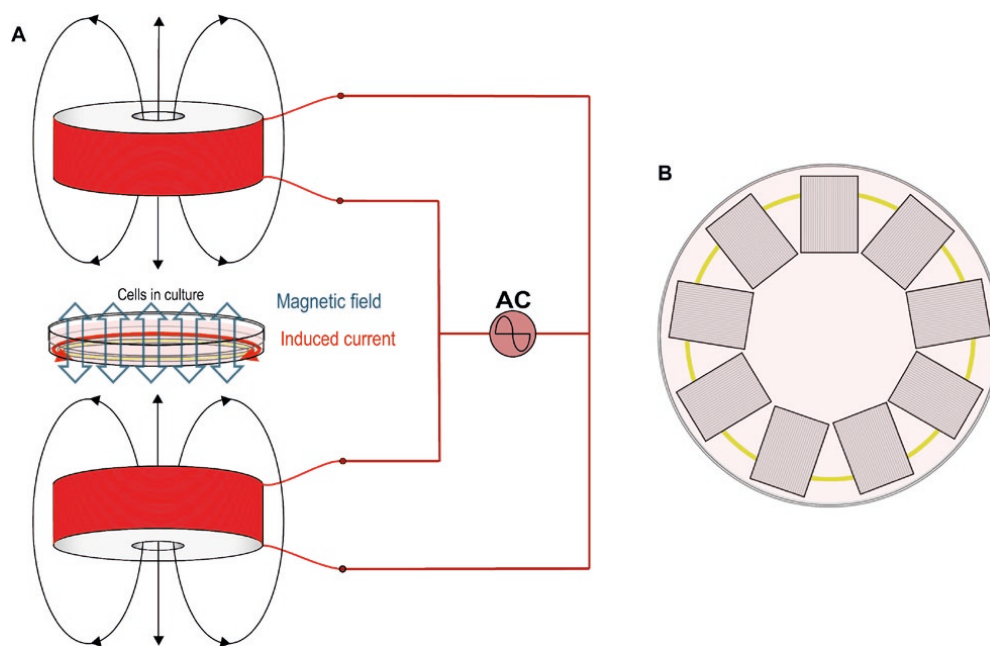 A
Cells in culture
Magnetic field
Induced current
AC
B